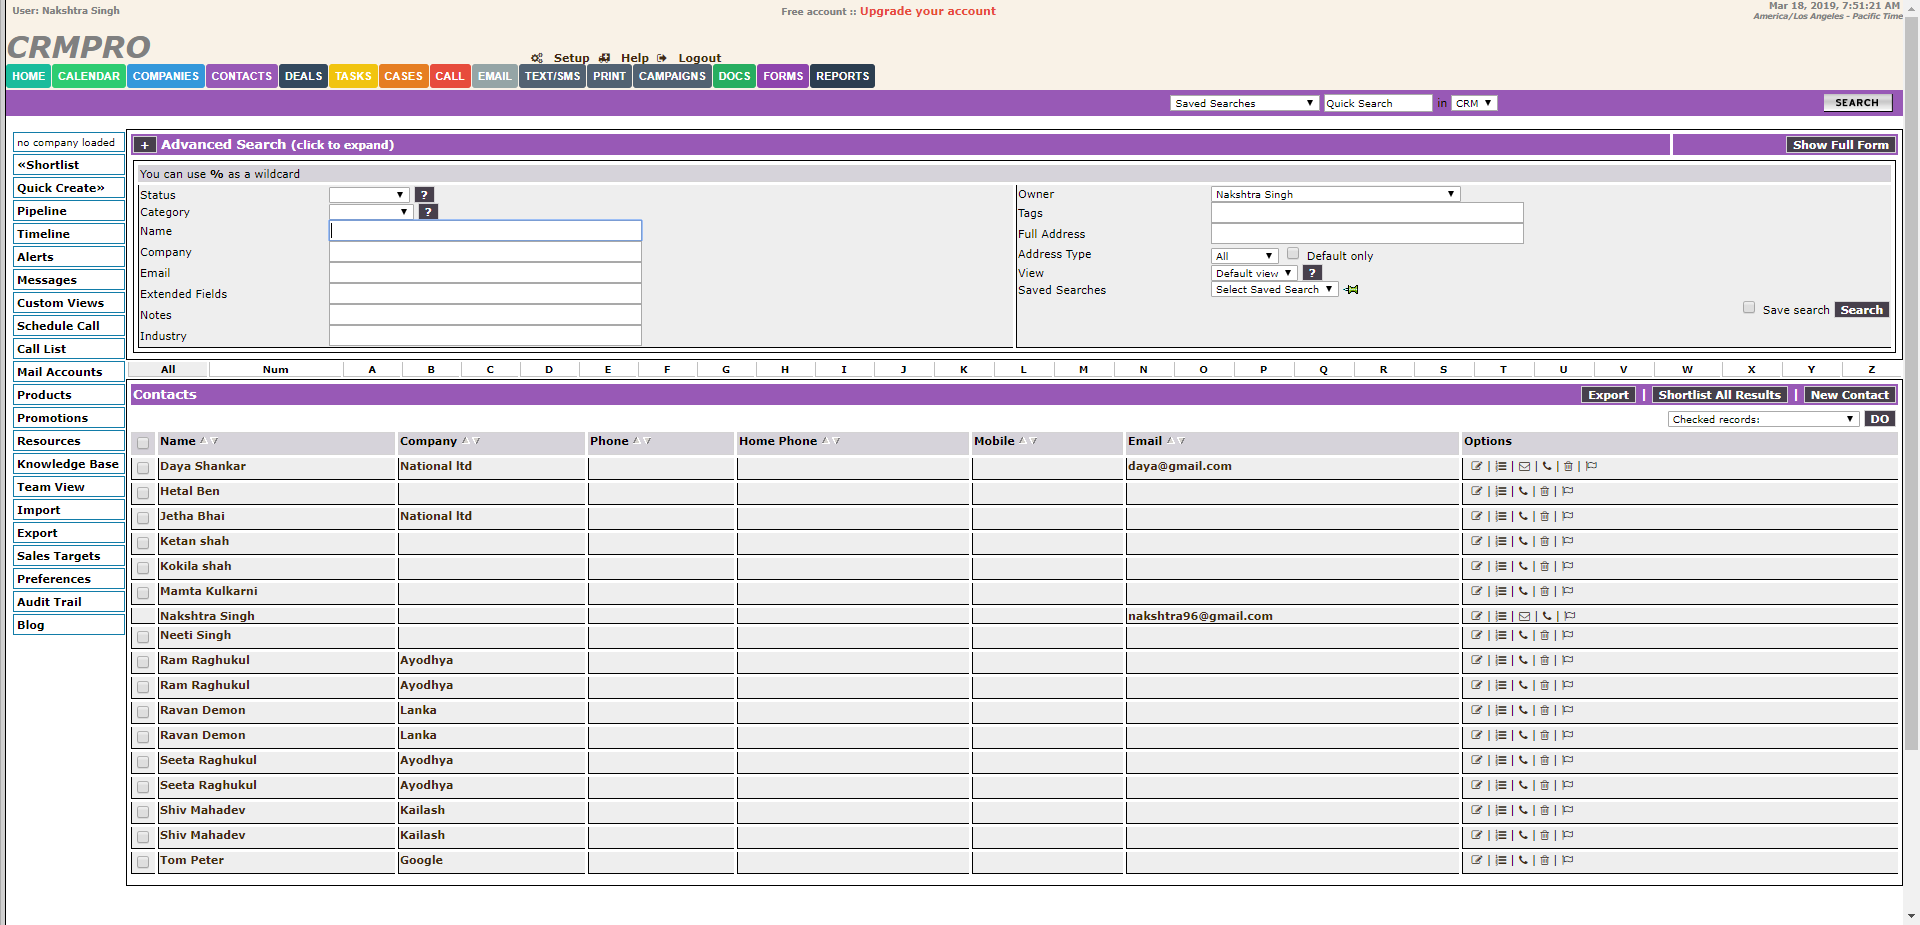 User: Nakshtra Singh
Free account :: Upgrade your account
Mar 18, 2019, 7:51:21 AM
America/Los Angeles - Pacific Time
CRMPRO
Setup Help Logout
HOME CALENDAR COMPANIES CONTACTS DEALS TASKS CASES CALL EMAIL TEXT/SMS PRINT CAMPAIGNS DOCS FORMS REPORTS
Saved Searches Quick Search in CRM SEARCH
no company loaded
«Shortlist
Quick Create»
Pipeline
Timeline
Alerts
Messages
Custom Views
Schedule Call
Call List
Mail Accounts
Products
Promotions
Resources
Knowledge Base
Team View
Import
Export
Sales Targets
Preferences
Audit Trail
Blog
+ Advanced Search (click to expand) Show Full Form
You can use % as a wildcard
Status ?
Category ?
Name
Company
Email
Extended Fields
Notes
Industry
Owner Nakshtra Singh
Tags
Full Address
Address Type All Default only
View Default view ?
Saved Searches Select Saved Search
Save search Search
All Num A B C D E F G H I J K L M N O P Q R S T U V W X Y Z
Contacts Export | Shortlist All Results | New Contact
Checked records: DO
Name Company Phone Home Phone Mobile Email Options
Daya Shankar National ltd daya@gmail.com
Hetal Ben
Jetha Bhai National ltd
Ketan shah
Kokila shah
Mamta Kulkarni
Nakshtra Singh nakshtra96@gmail.com
Neeti Singh
Ram Raghukul Ayodhya
Ram Raghukul Ayodhya
Ravan Demon Lanka
Ravan Demon Lanka
Seeta Raghukul Ayodhya
Seeta Raghukul Ayodhya
Shiv Mahadev Kailash
Shiv Mahadev Kailash
Tom Peter Google